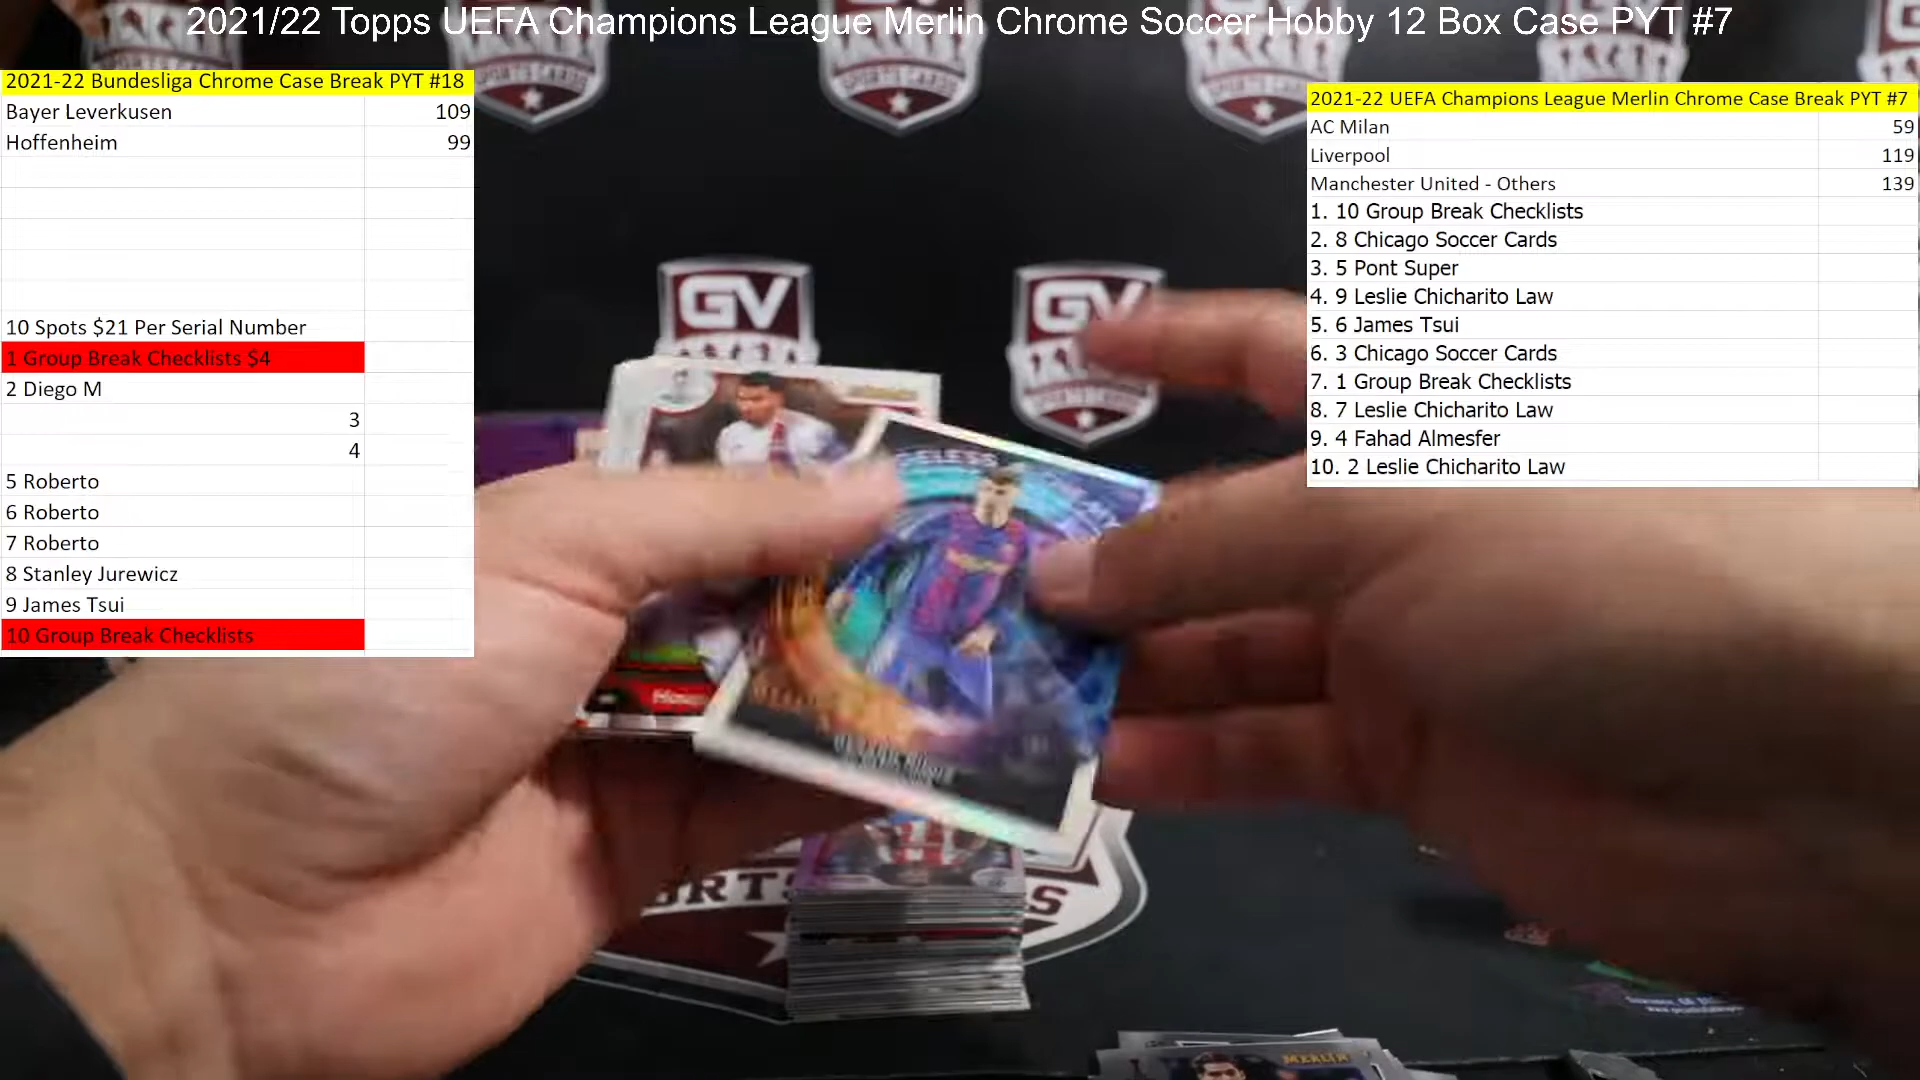 2021/22 Topps UEFA Champions League Merlin Chrome Soccer Hobby 12 Box Case PYT #7
2021-22 Bundesliga Chrome Case Break PYT #18
Bayer Leverkusen 109
Hoffenheim 99
10 Spots $21 Per Serial Number
1 Group Break Checklists $4
2 Diego M
3
4
5 Roberto
6 Roberto
7 Roberto
8 Stanley Jurewicz
9 James Tsui
10 Group Break Checklists
2021-22 UEFA Champions League Merlin Chrome Case Break PYT #7
AC Milan 59
Liverpool 119
Manchester United - Others 139
1. 10 Group Break Checklists
2. 8 Chicago Soccer Cards
3. 5 Pont Super
4. 9 Leslie Chicharito Law
5. 6 James Tsui
6. 3 Chicago Soccer Cards
7. 1 Group Break Checklists
8. 7 Leslie Chicharito Law
9. 4 Fahad Almesfer
10. 2 Leslie Chicharito Law
SPORTS CARDS
SPORTS CARDS
SPORTS CARDS
GV
GV
MERLIN